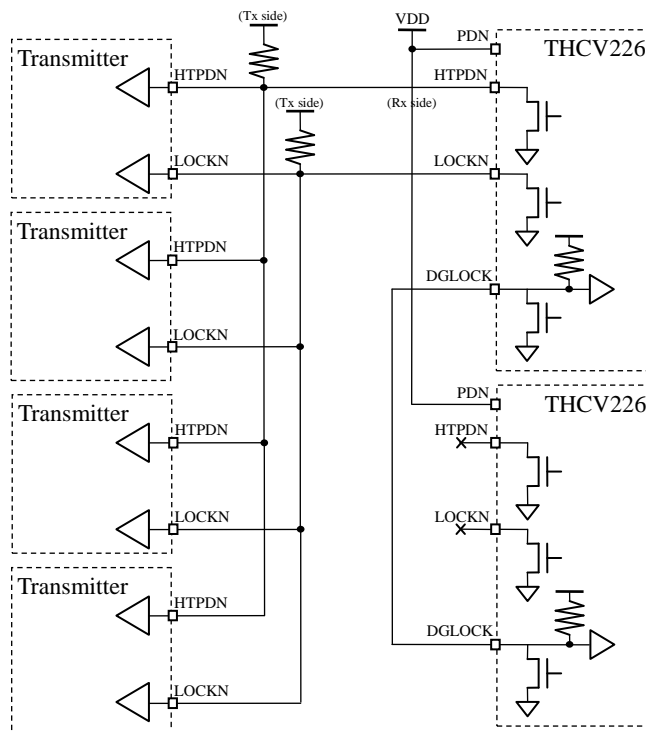 (Tx side)
VDD
PDN
THCV226
Transmitter
HTPDN
HTPDN
(Tx side)
(Rx side)
LOCKN
LOCKN
Transmitter
HTPDN
DGLOCK
LOCKN
PDN
THCV226
Transmitter
HTPDN
HTPDN
LOCKN
LOCKN
Transmitter
HTPDN
DGLOCK
LOCKN